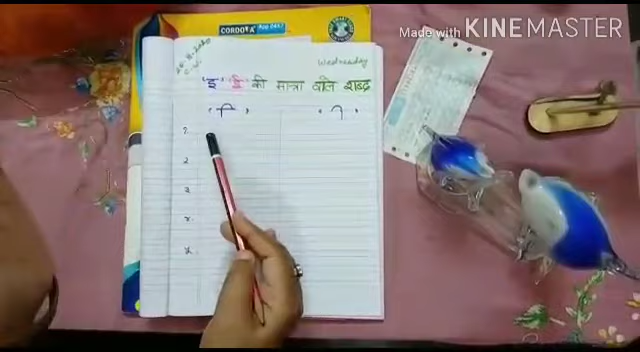 Made with KINEMASTER
CORDOVA
Wednesday
"इ" "ई" की मात्रा वाले शब्द
( ि ) ( ी )
१.
२.
३.
४.
५.